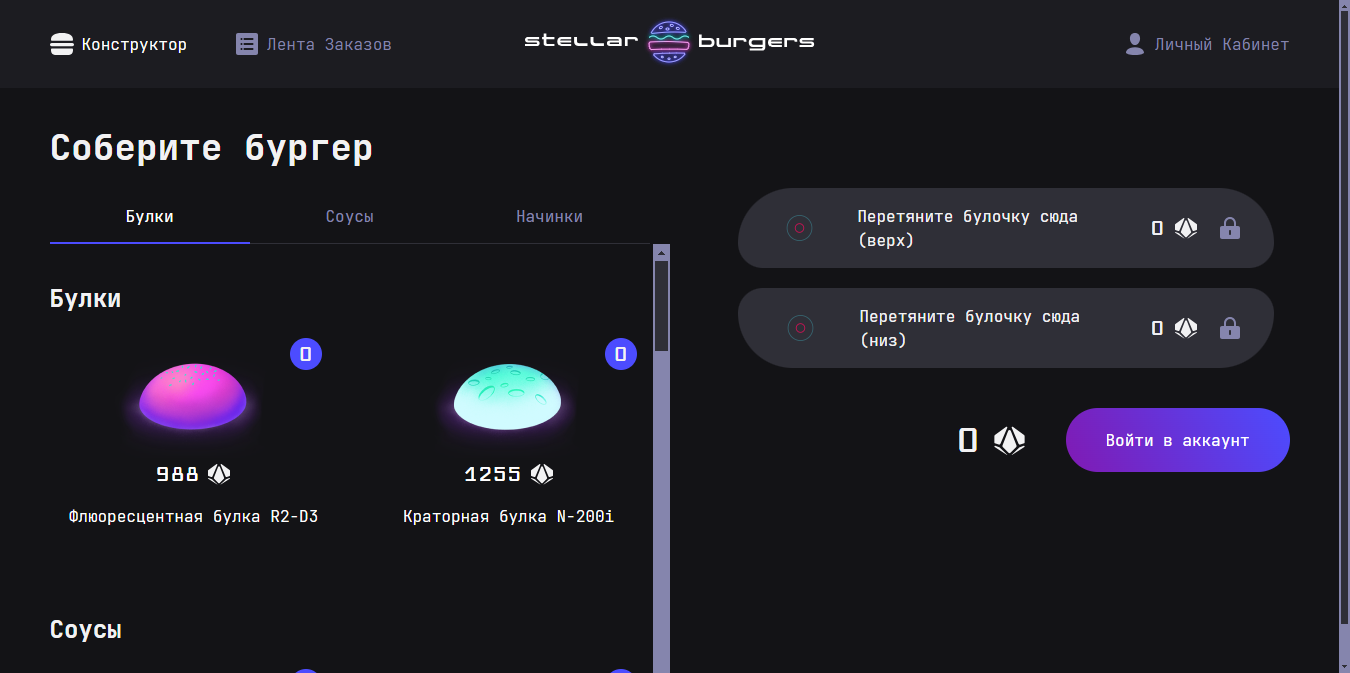 Конструктор
Лента Заказов
stellar burgers
Личный Кабинет
Соберите бургер
Булки
Соусы
Начинки
Булки
0
0
988
1255
Флюоресцентная булка R2-D3
Краторная булка N-200i
Соусы
Перетяните булочку сюда
(верх)
0
Перетяните булочку сюда
(низ)
0
0
Войти в аккаунт